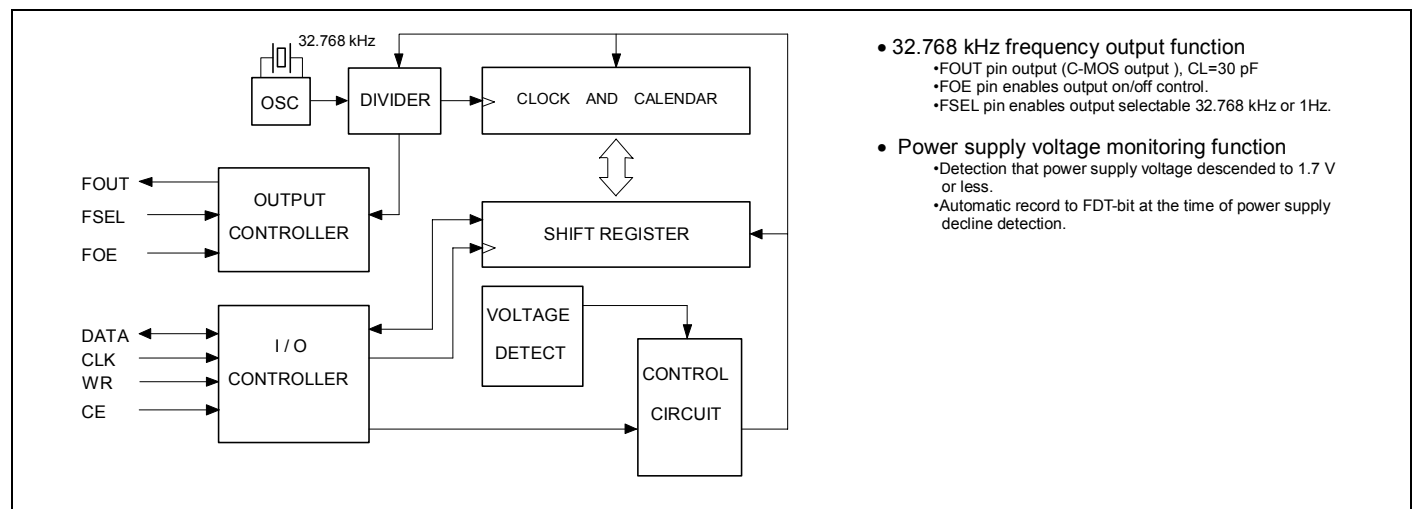 32.768 kHz
OSC
DIVIDER
CLOCK AND CALENDAR
FOUT
FSEL
FOE
OUTPUT
CONTROLLER
SHIFT REGISTER
DATA
CLK
WR
CE
I / O
CONTROLLER
VOLTAGE
DETECT
CONTROL
CIRCUIT
• 32.768 kHz frequency output function
•FOUT pin output (C-MOS output ), CL=30 pF
•FOE pin enables output on/off control.
•FSEL pin enables output selectable 32.768 kHz or 1Hz.
• Power supply voltage monitoring function
•Detection that power supply voltage descended to 1.7 V
or less.
•Automatic record to FDT-bit at the time of power supply
decline detection.